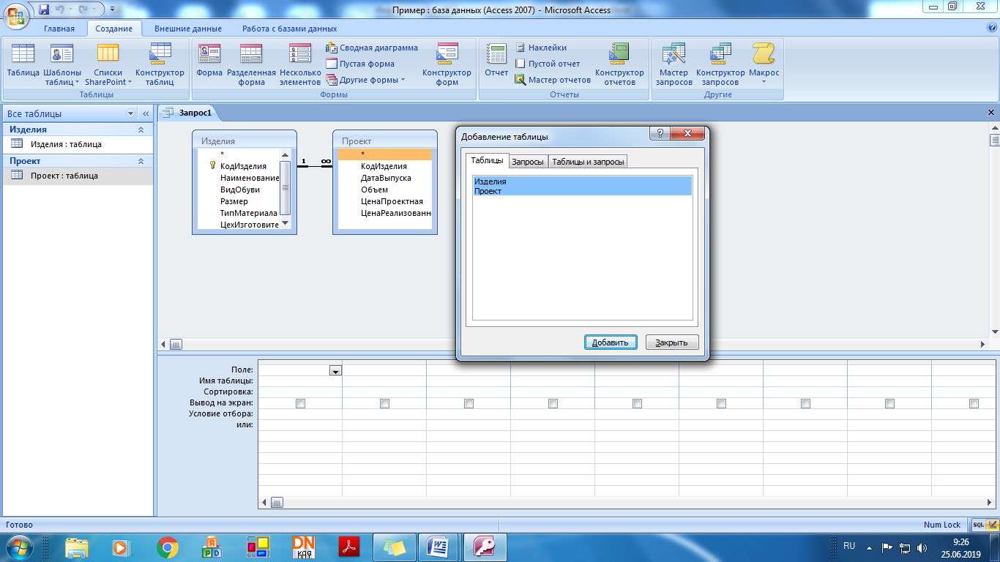 Пример : база данных (Access 2007) - Microsoft Access
Главная Создание Внешние данные Работа с базами данных
Таблица Шаблоны таблиц Списки SharePoint Конструктор таблиц
Таблицы
Форма Разделенная форма Несколько элементов Сводная диаграмма Пустая форма Другие формы Конструктор форм
Формы
Отчет Наклейки Пустой отчет Мастер отчетов Конструктор отчетов
Отчеты
Мастер запросов Конструктор запросов Макрос
Другие
Все таблицы «
Изделия
Изделия : таблица
Проект
Проект : таблица
Запрос1
Изделия
*
КодИзделия
Наименование
ВидОбуви
Размер
ТипМатериала
ЦехИзготовите
1 ∞
Проект
*
КодИзделия
ДатаВыпуска
Объем
ЦенаПроектная
ЦенаРеализованн
Добавление таблицы
?
Таблицы Запросы Таблицы и запросы
Изделия
Проект
Добавить Закрыть
Поле:
Имя таблицы:
Сортировка:
Вывод на экран:
Условие отбора:
или:
Готово
Num Lock
SQL
DN
КАФ
RU
9:26
25.06.2019